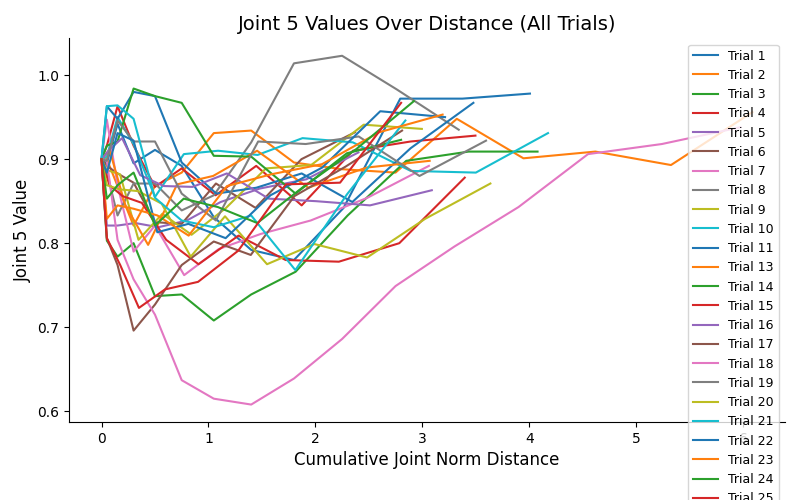 Joint 5 Values Over Distance (All Trials)
Joint 5 Value
1.0
0.9
0.8
0.7
0.6
0
1
2
3
4
5
Cumulative Joint Norm Distance
Trial 1
Trial 2
Trial 3
Trial 4
Trial 5
Trial 6
Trial 7
Trial 8
Trial 9
Trial 10
Trial 11
Trial 13
Trial 14
Trial 15
Trial 16
Trial 17
Trial 18
Trial 19
Trial 20
Trial 21
Trial 22
Trial 23
Trial 24
Trial 25